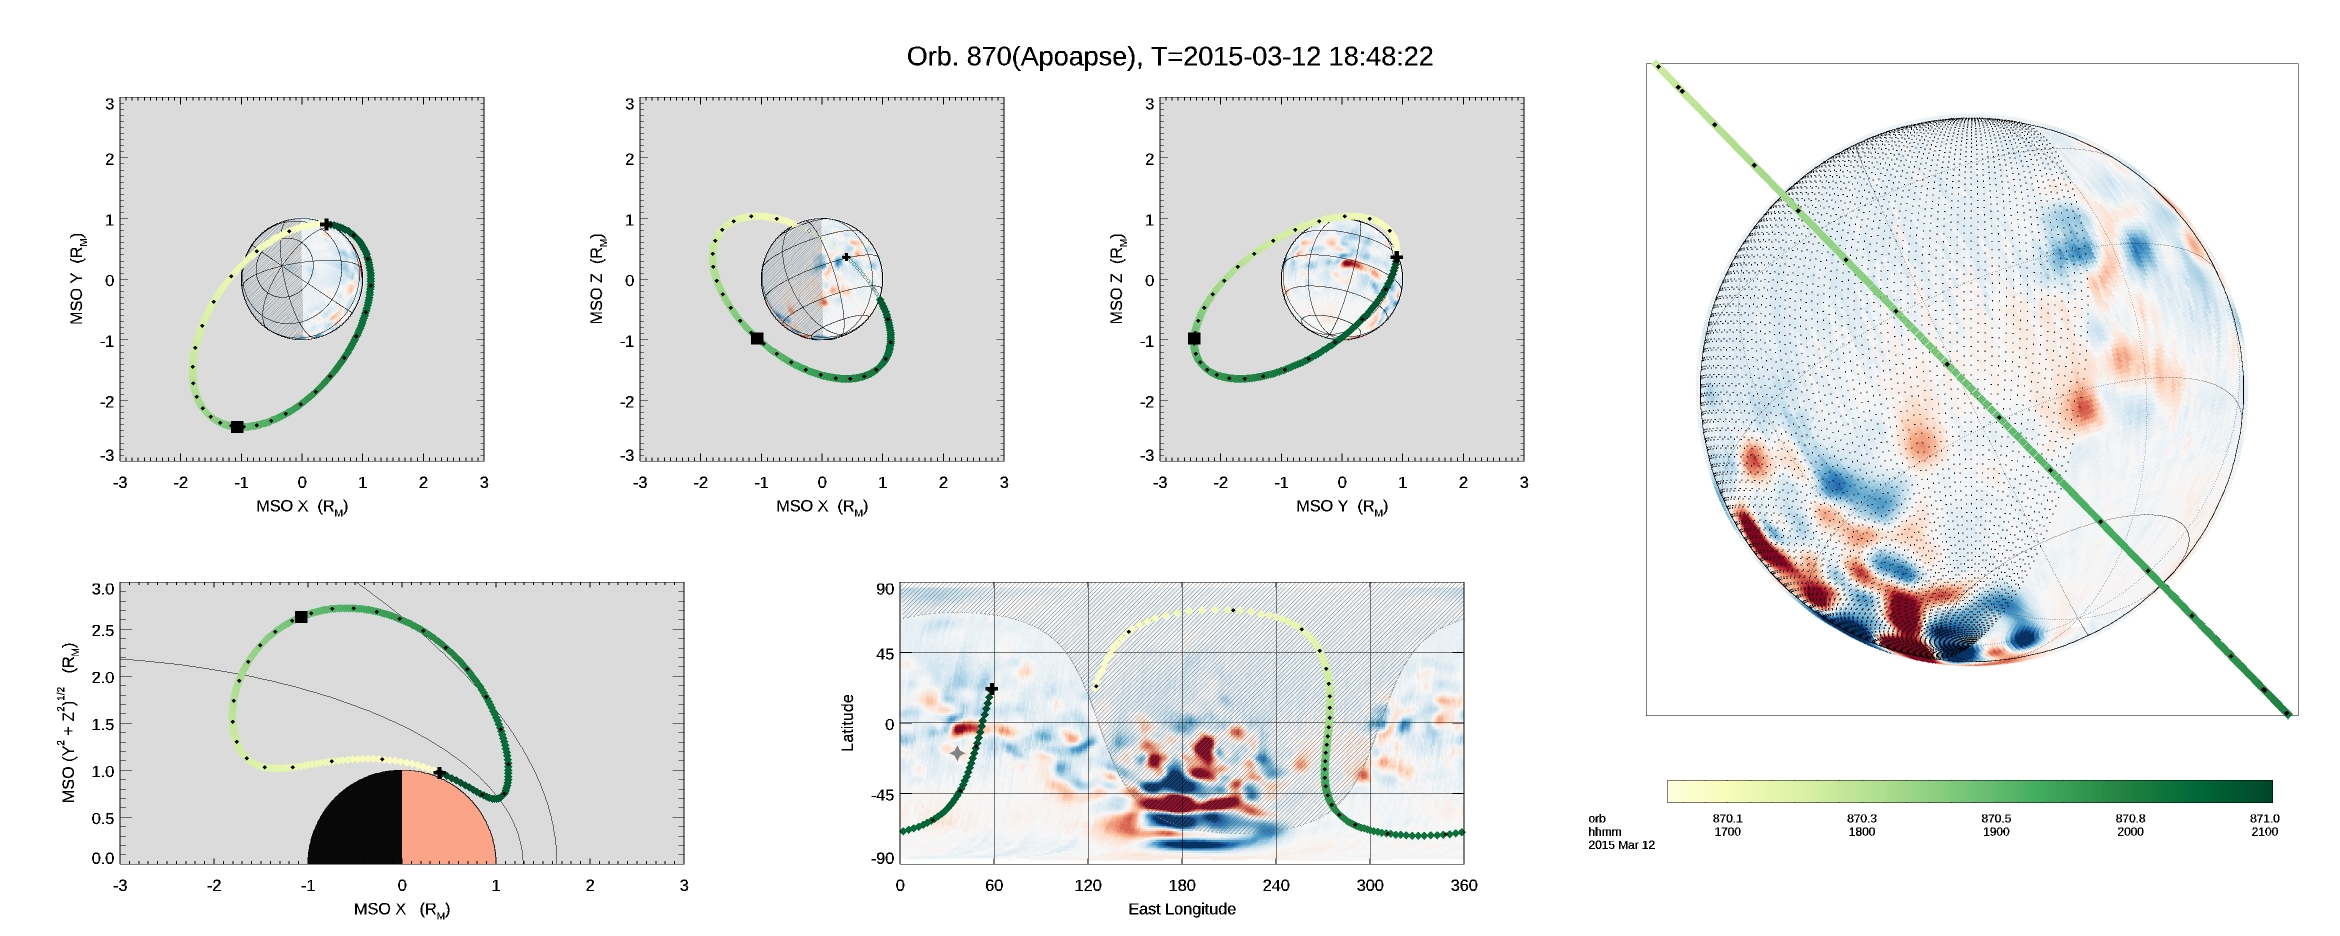 Orb. 870(Apoapse), T=2015-03-12 18:48:22
3
2
1
0
-1
-2
-3
MSO Y (RM)
-3 -2 -1 0 1 2 3
MSO X (RM)
3
2
1
0
-1
-2
-3
MSO Z (RM)
-3 -2 -1 0 1 2 3
MSO X (RM)
3
2
1
0
-1
-2
-3
MSO Z (RM)
-3 -2 -1 0 1 2 3
MSO Y (RM)
3.0
2.5
2.0
1.5
1.0
0.5
0.0
MSO (Y2 + Z2)1/2 (RM)
-3 -2 -1 0 1 2 3
MSO X (RM)
90
45
0
-45
-90
Latitude
0 60 120 180 240 300 360
East Longitude
orb 870.1 870.3 870.5 870.8 871.0
hhmm 1700 1800 1900 2000 2100
2015 Mar 12